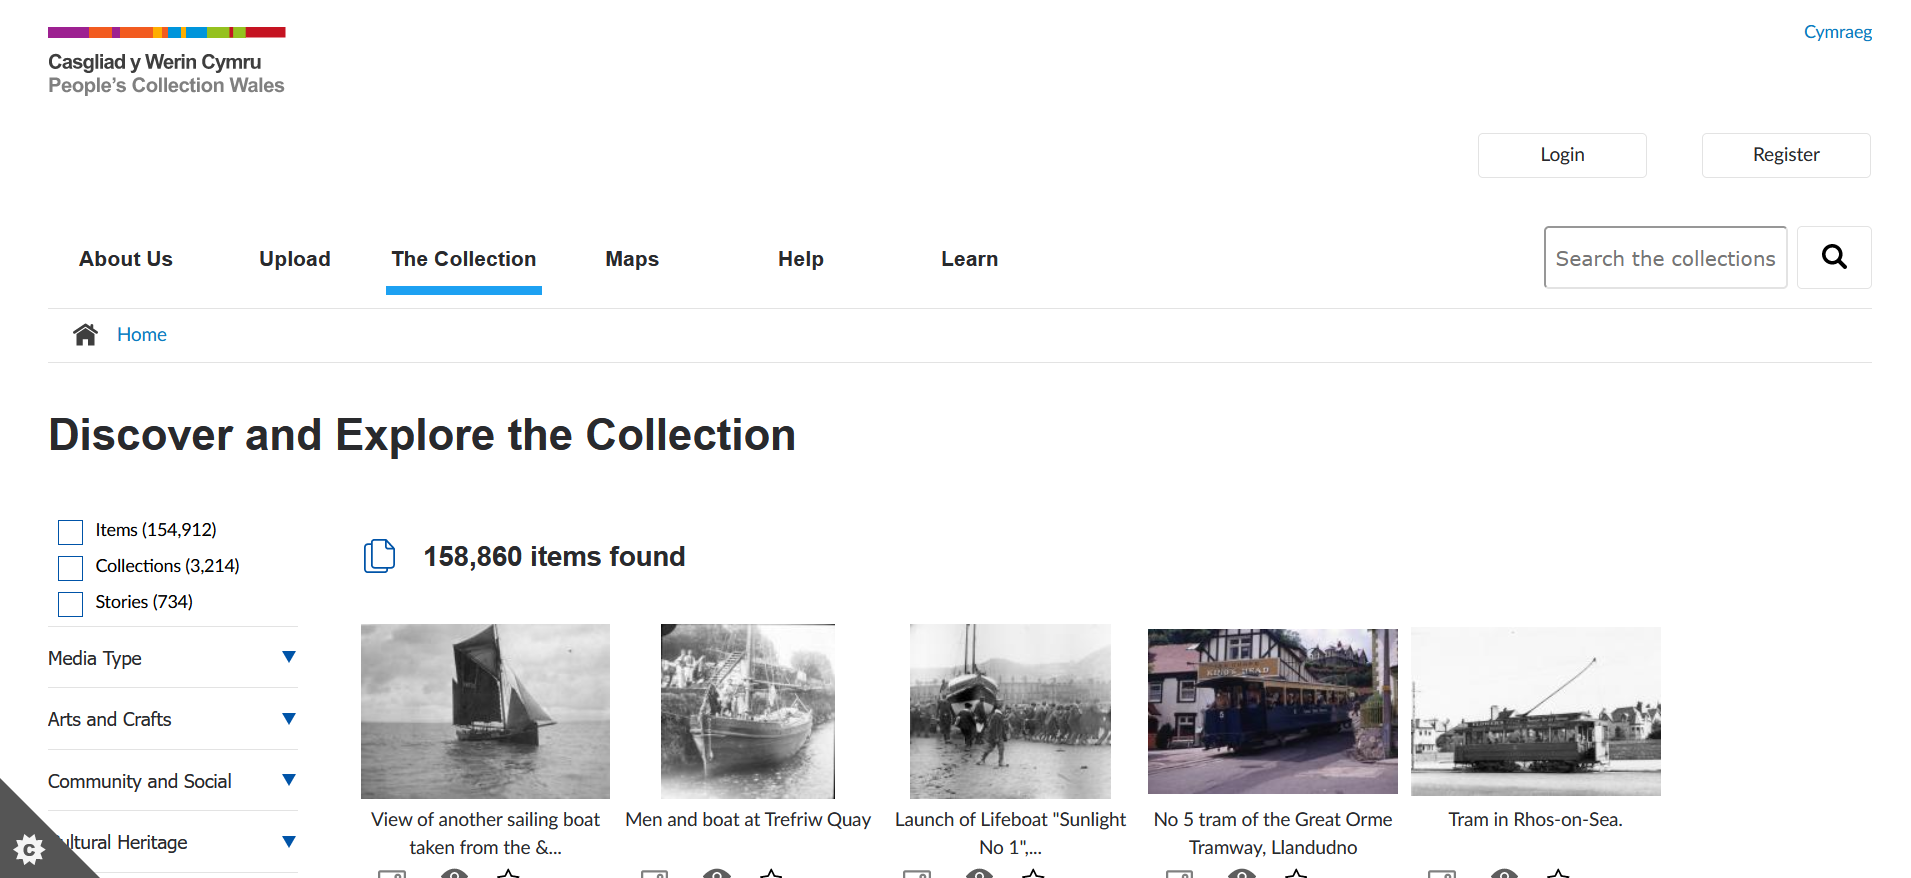 Casgliad y Werin Cymru
People's Collection Wales
Cymraeg
Login
Register
About Us
Upload
The Collection
Maps
Help
Learn
Search the collections
Home
Discover and Explore the Collection
Items (154,912)
Collections (3,214)
Stories (734)
Media Type
Arts and Crafts
Community and Social
ultural Heritage
158,860 items found
KING'S HEAD
5
View of another sailing boat
taken from the &...
Men and boat at Trefriw Quay
Launch of Lifeboat "Sunlight
No 1",...
No 5 tram of the Great Orme
Tramway, Llandudno
Tram in Rhos-on-Sea.
C